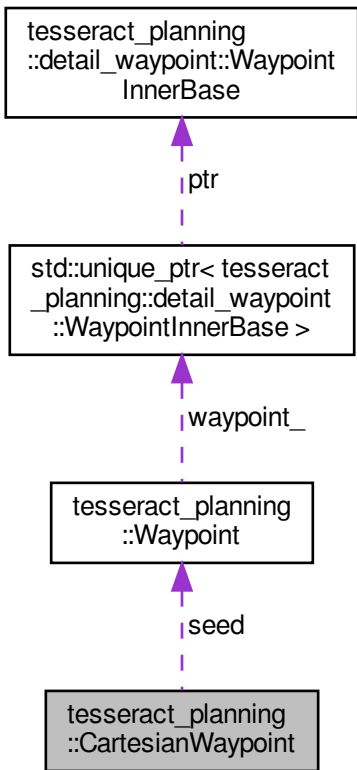 tesseract_planning
::detail_waypoint::Waypoint
InnerBase
ptr
std::unique_ptr< tesseract
_planning::detail_waypoint
::WaypointInnerBase >
waypoint_
tesseract_planning
::Waypoint
seed
tesseract_planning
::CartesianWaypoint